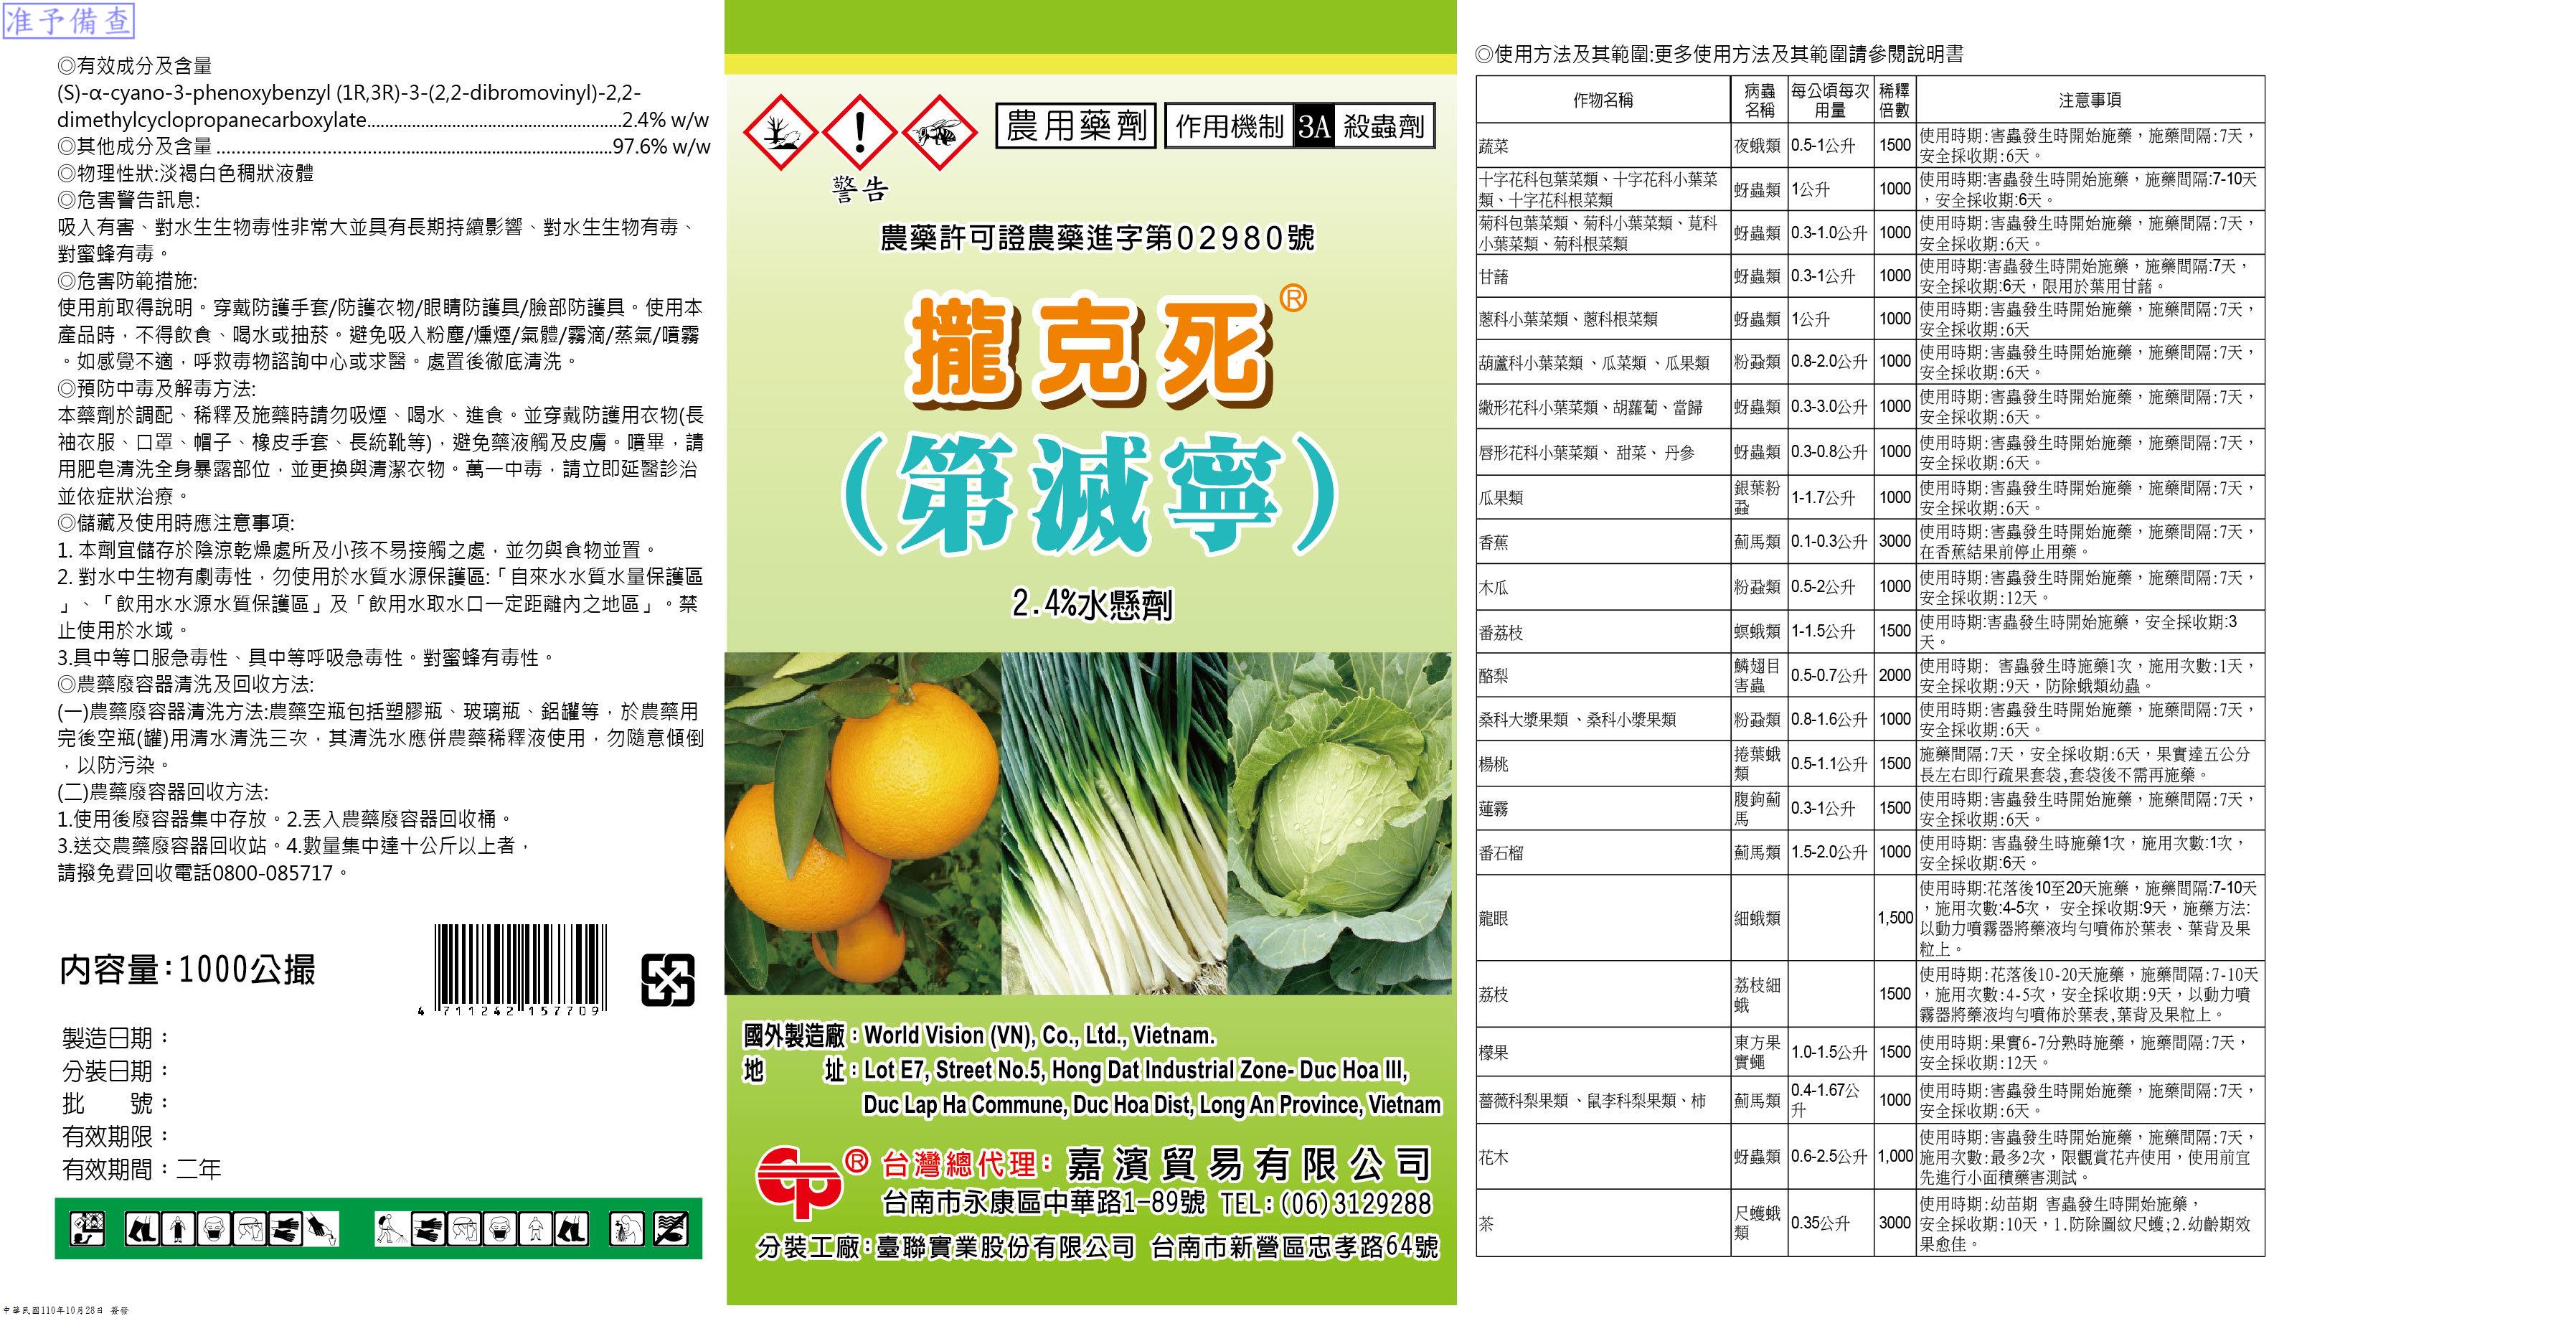 准予備查
◎有效成分及含量
(S)-α-cyano-3-phenoxybenzyl (1R,3R)-3-(2,2-dibromovinyl)-2,2-
dimethylcyclopropanecarboxylate......................................................2.4% w/w
◎其他成分及含量 ..............................................................................97.6% w/w
◎物理性狀:淡褐白色稠狀液體
◎危害警告訊息:
吸入有害、對水生生物毒性非常大並具有長期持續影響、對水生生物有毒、
對蜜蜂有毒。
◎危害防範措施:
使用前取得說明。穿戴防護手套/防護衣物/眼睛防護具/臉部防護具。使用本
產品時，不得飲食、喝水或抽菸。避免吸入粉塵/燻煙/氣體/霧滴/蒸氣/噴霧
。如感覺不適，呼救毒物諮詢中心或求醫。處置後徹底清洗。
◎預防中毒及解毒方法:
本藥劑於調配、稀釋及施藥時請勿吸煙、喝水、進食。並穿戴防護用衣物(長
袖衣服、口罩、帽子、橡皮手套、長統靴等)，避免藥液觸及皮膚。噴畢，請
用肥皂清洗全身暴露部位，並更換與清潔衣物。萬一中毒，請立即延醫診治
並依症狀治療。
◎儲藏及使用時應注意事項:
1. 本劑宜儲存於陰涼乾燥處所及小孩不易接觸之處，並勿與食物並置。
2. 對水中生物有劇毒性，勿使用於水質水源保護區:「自來水水質水量保護區
」、「飲用水水源水質保護區」及「飲用水取水口一定距離內之地區」。禁
止使用於水域。
3.具中等口服急毒性、具中等呼吸急毒性。對蜜蜂有毒性。
◎農藥廢容器清洗及回收方法:
(一)農藥廢容器清洗方法:農藥空瓶包括塑膠瓶、玻璃瓶、鋁罐等，於農藥用
完後空瓶(罐)用清水清洗三次，其清洗水應併農藥稀釋液使用，勿隨意傾倒
，以防污染。
(二)農藥廢容器回收方法:
1.使用後廢容器集中存放。2.丟入農藥廢容器回收桶。
3.送交農藥廢容器回收站。4.數量集中達十公斤以上者，
請撥免費回收電話0800-085717。
內容量:1000公撮
4 711242 157709
製造日期：
分裝日期：
批　　號：
有效期限：
有效期間：二年
中華民國110年10月28日 簽發
農用藥劑 作用機制 3A 殺蟲劑
警告
農藥許可證農藥進字第02980號
攏克死®
(第滅寧)
2.4%水懸劑
國外製造廠：World Vision (VN), Co., Ltd., Vietnam.
地　　址：Lot E7, Street No.5, Hong Dat Industrial Zone- Duc Hoa III,
Duc Lap Ha Commune, Duc Hoa Dist, Long An Province, Vietnam
CP® 台灣總代理: 嘉濱貿易有限公司
台南市永康區中華路1-89號 TEL:(06)3129288
分裝工廠:臺聯實業股份有限公司 台南市新營區忠孝路64號
◎使用方法及其範圍:更多使用方法及其範圍請參閱說明書
作物名稱 病蟲名稱 每公頃每次用量 稀釋倍數 注意事項
蔬菜 夜蛾類 0.5-1公升 1500 使用時期:害蟲發生時開始施藥，施藥間隔:7天，
安全採收期:6天。
十字花科包葉菜類、十字花科小葉菜
類、十字花科根菜類 蚜蟲類 1公升 1000 使用時期:害蟲發生時開始施藥，施藥間隔:7-10天
，安全採收期:6天。
菊科包葉菜類、菊科小葉菜類、莧科
小葉菜類、菊科根菜類 蚜蟲類 0.3-1.0公升 1000 使用時期:害蟲發生時開始施藥，施藥間隔:7天，
安全採收期:6天。
甘藷 蚜蟲類 0.3-1公升 1000 使用時期:害蟲發生時開始施藥，施藥間隔:7天，
安全採收期:6天，限用於葉用甘藷。
蔥科小葉菜類、蔥科根菜類 蚜蟲類 1公升 1000 使用時期:害蟲發生時開始施藥，施藥間隔:7天，
安全採收期:6天
葫蘆科小葉菜類 、瓜菜類 、瓜果類 粉蝨類 0.8-2.0公升 1000 使用時期:害蟲發生時開始施藥，施藥間隔:7天，
安全採收期:6天。
繖形花科小葉菜類、胡蘿蔔、當歸 蚜蟲類 0.3-3.0公升 1000 使用時期:害蟲發生時開始施藥，施藥間隔:7天，
安全採收期:6天。
唇形花科小葉菜類、 甜菜、 丹參 蚜蟲類 0.3-0.8公升 1000 使用時期:害蟲發生時開始施藥，施藥間隔:7天，
安全採收期:6天。
瓜果類 銀葉粉蝨 1-1.7公升 1000 使用時期:害蟲發生時開始施藥，施藥間隔:7天，
安全採收期:6天。
香蕉 薊馬類 0.1-0.3公升 3000 使用時期:害蟲發生時開始施藥，施藥間隔:7天，
在香蕉結果前停止用藥。
木瓜 粉蝨類 0.5-2公升 1000 使用時期:害蟲發生時開始施藥，施藥間隔:7天，
安全採收期:12天。
番荔枝 螟蛾類 1-1.5公升 1500 使用時期:害蟲發生時開始施藥，安全採收期:3
天。
酪梨 鱗翅目害蟲 0.5-0.7公升 2000 使用時期: 害蟲發生時施藥1次，施用次數:1天，
安全採收期:9天，防除蛾類幼蟲。
桑科大漿果類 、桑科小漿果類 粉蝨類 0.8-1.6公升 1000 使用時期:害蟲發生時開始施藥，施藥間隔:7天，
安全採收期:6天。
楊桃 捲葉蛾類 0.5-1.1公升 1500 施藥間隔:7天，安全採收期:6天，果實達五公分
長左右即行疏果套袋,套袋後不需再施藥。
蓮霧 腹鉤薊馬 0.3-1公升 1500 使用時期:害蟲發生時開始施藥，施藥間隔:7天，
安全採收期:6天。
番石榴 薊馬類 1.5-2.0公升 1000 使用時期: 害蟲發生時施藥1次，施用次數:1次，
安全採收期:6天。
龍眼 細蛾類 1,500 使用時期:花落後10至20天施藥，施藥間隔:7-10天
，施用次數:4-5次， 安全採收期:9天，施藥方法:
以動力噴霧器將藥液均勻噴佈於葉表、葉背及果
粒上。
荔枝 荔枝細蛾 1500 使用時期:花落後10-20天施藥，施藥間隔:7-10天
，施用次數:4-5次，安全採收期:9天，以動力噴
霧器將藥液均勻噴佈於葉表,葉背及果粒上。
檬果 東方果實蠅 1.0-1.5公升 1500 使用時期:果實6-7分熟時施藥，施藥間隔:7天，
安全採收期:12天。
薔薇科梨果類 、鼠李科梨果類、柿 薊馬類 0.4-1.67公升 1000 使用時期:害蟲發生時開始施藥，施藥間隔:7天，
安全採收期:6天。
花木 蚜蟲類 0.6-2.5公升 1,000 使用時期:害蟲發生時開始施藥，施藥間隔:7天，
施用次數:最多2次，限觀賞花卉使用，使用前宜
先進行小面積藥害測試。
茶 尺蠖蛾類 0.35公升 3000 使用時期:幼苗期 害蟲發生時開始施藥，
安全採收期:10天，1.防除圖紋尺蠖;2.幼齡期效
果愈佳。